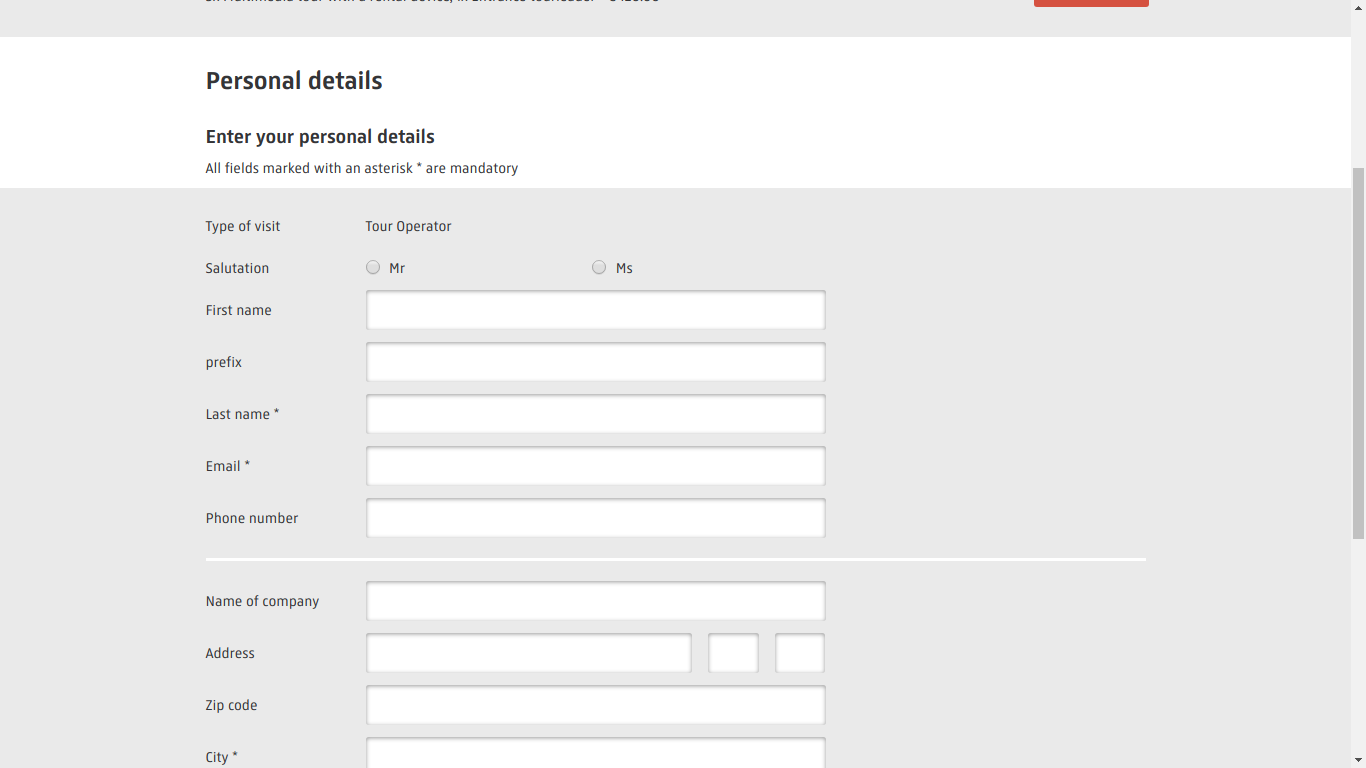 Personal details
Enter your personal details
All fields marked with an asterisk * are mandatory
Type of visit Tour Operator
Salutation Mr Ms
First name
prefix
Last name *
Email *
Phone number
Name of company
Address
Zip code
City *